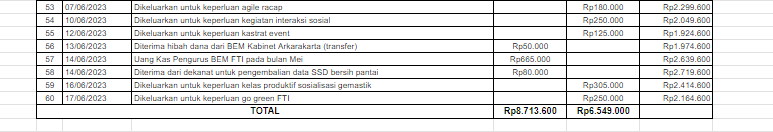 53 07/06/2023 Dikeluarkan untuk keperluan agile racap Rp180.000 Rp2.299.600
54 10/06/2023 Dikeluarkan untuk keperluan kegiatan interaksi sosial Rp250.000 Rp2.049.600
55 12/06/2023 Dikeluarkan untuk keperluan kastrat event Rp125.000 Rp1.924.600
56 13/06/2023 Diterima hibah dana dari BEM Kabinet Arkarakarta (transfer) Rp50.000 Rp1.974.600
57 14/06/2023 Uang Kas Pengurus BEM FTI pada bulan Mei Rp665.000 Rp2.639.600
58 14/06/2023 Diterima dari dekanat untuk pengembalian data SSD bersih pantai Rp80.000 Rp2.719.600
59 16/06/2023 Dikeluarkan untuk keperluan kelas produktif sosialisasi gemastik Rp305.000 Rp2.414.600
60 17/06/2023 Dikeluarkan untuk keperluan go green FTI Rp250.000 Rp2.164.600
TOTAL Rp8.713.600 Rp6.549.000